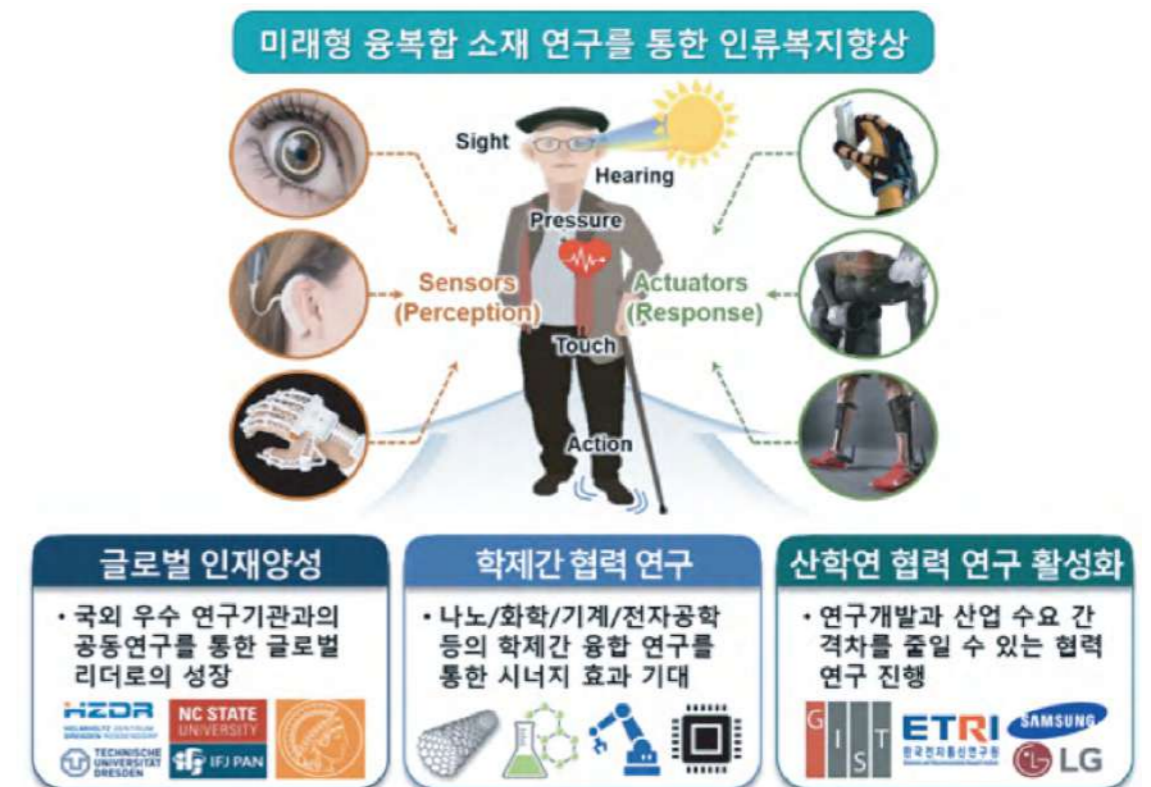 미래형 융복합 소재 연구를 통한 인류복지향상
Sight
Hearing
Pressure
Sensors
(Perception)
Actuators
(Response)
Touch
Action
글로벌 인재양성
• 국외 우수 연구기관과의
공동연구를 통한 글로벌
리더로의 성장
HZDR
HELMHOLTZ ZENTRUM
DRESDEN ROSSENDORF
NC STATE
UNIVERSITY
TECHNISCHE
UNIVERSITÄT
DRESDEN
IFJ PAN
학제간 협력 연구
• 나노/화학/기계/전자공학
등의 학제간 융합 연구를
통한 시너지 효과 기대
산학연 협력 연구 활성화
• 연구개발과 산업 수요 간
격차를 줄일 수 있는 협력
연구 진행
GIST
ETRI
한국전자통신연구원
SAMSUNG
LG